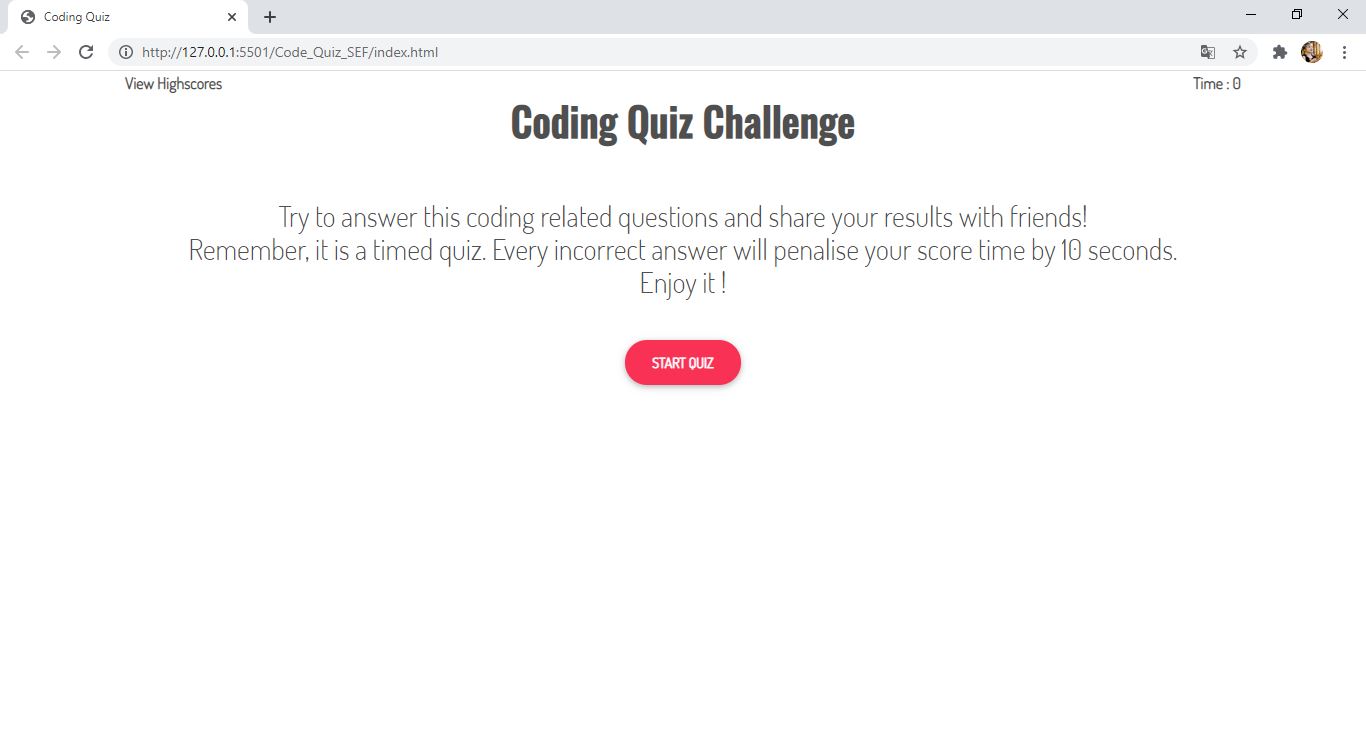 Coding Quiz
http://127.0.0.1:5501/Code_Quiz_SEF/index.html
View Highscores
Time : 0
Coding Quiz Challenge
Try to answer this coding related questions and share your results with friends!
Remember, it is a timed quiz. Every incorrect answer will penalise your score time by 10 seconds.
Enjoy it !
START QUIZ